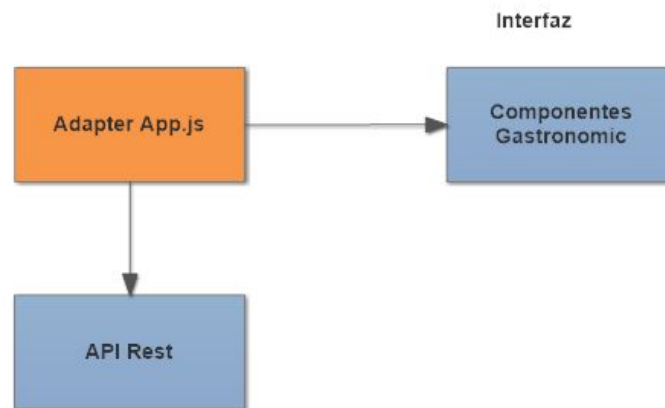 Interfaz
Adapter App.js
Componentes
Gastronomic
API Rest